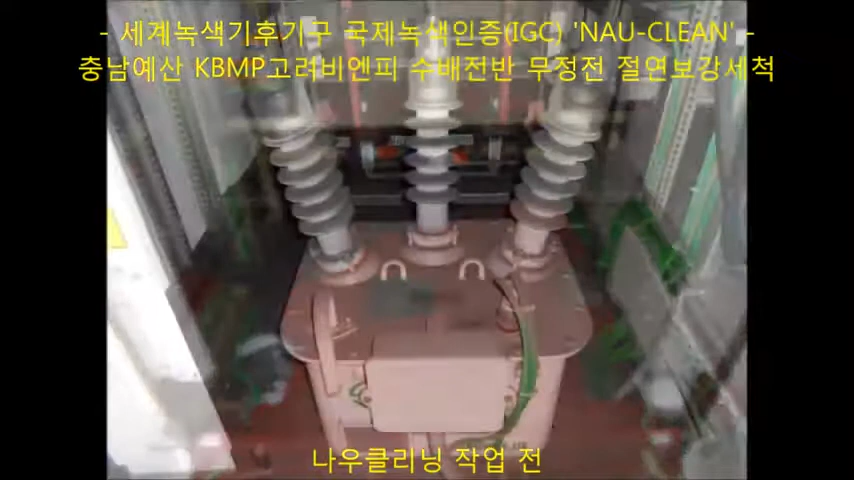 - 세계녹색기후기구 국제녹색인증(IGC) 'NAU-CLEAN' -
충남예산 KBMP고려비엔피 수배전반 무정전 절연보강세척
나우클리닝 작업 전